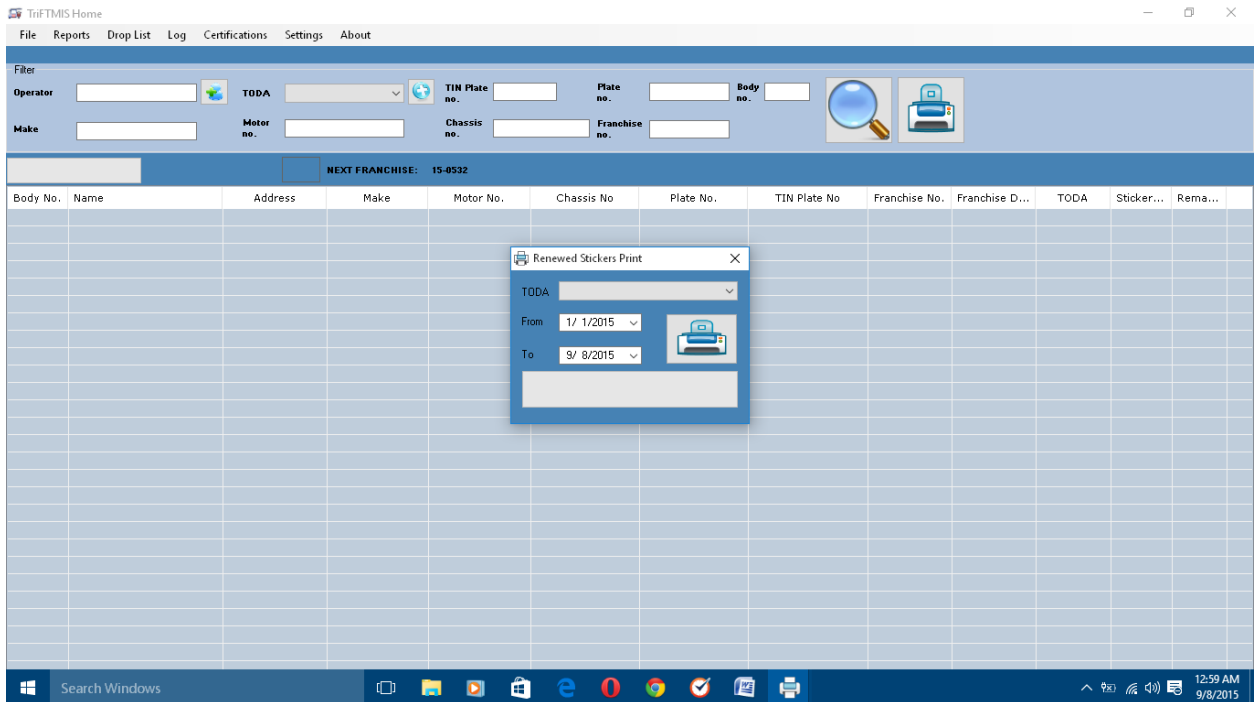 TriFTMIS Home
File Reports Drop List Log Certifications Settings About
Filter
Operator TODA TIN Plate no. Plate no. Body no.
Make Motor no. Chassis no. Franchise no.
NEXT FRANCHISE: 15-0532
Body No. Name Address Make Motor No. Chassis No Plate No. TIN Plate No Franchise No. Franchise D... TODA Sticker... Rema...
Renewed Stickers Print
TODA
From 1/ 1/2015
To 9/ 8/2015
Search Windows
12:59 AM
9/8/2015